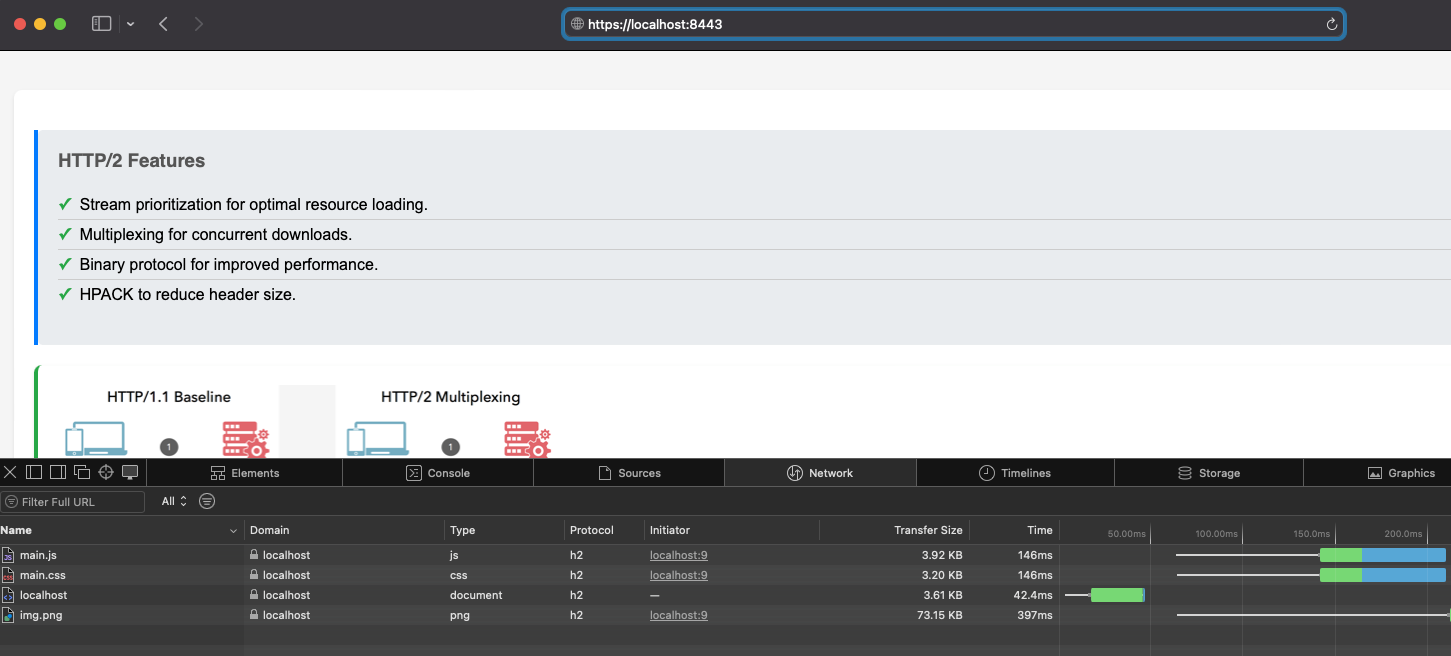 https://localhost:8443
HTTP/2 Features
✓ Stream prioritization for optimal resource loading.
✓ Multiplexing for concurrent downloads.
✓ Binary protocol for improved performance.
✓ HPACK to reduce header size.
HTTP/1.1 Baseline HTTP/2 Multiplexing
1 1
Elements Console Sources Network Timelines Storage Graphics
Filter Full URL All
Name Domain Type Protocol Initiator Transfer Size Time 50.00ms 100.00ms 150.0ms 200.0ms
JS main.js localhost js h2 localhost:9 3.92 KB 146ms
CSS main.css localhost css h2 localhost:9 3.20 KB 146ms
localhost localhost document h2 — 3.61 KB 42.4ms
img.png localhost png h2 localhost:9 73.15 KB 397ms